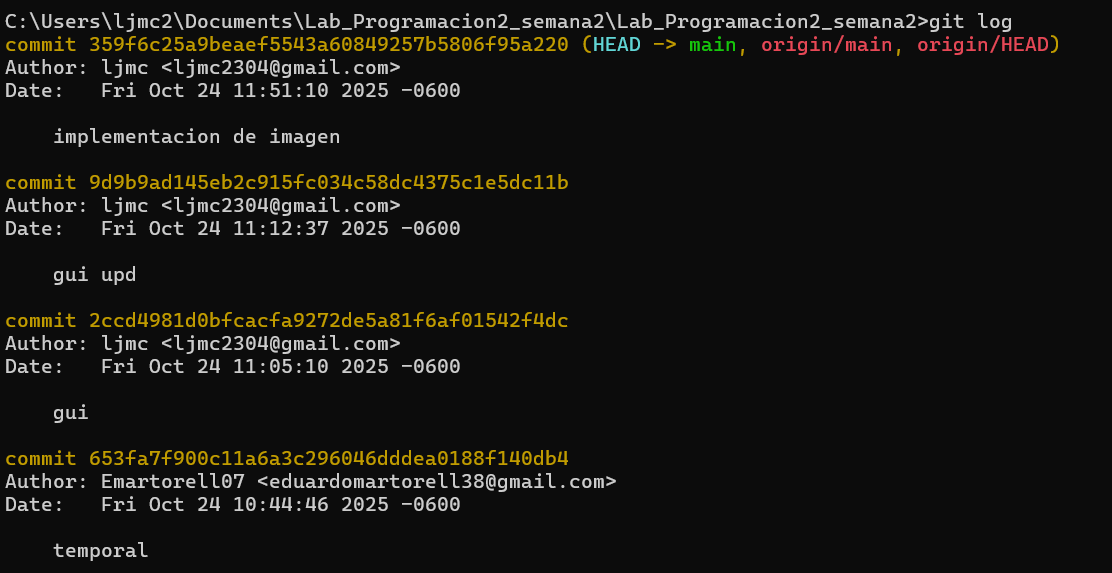 C:\Users\ljmc2\Documents\Lab_Programacion2_semana2\Lab_Programacion2_semana2>git log
commit 359f6c25a9beaef5543a60849257b5806f95a220 (HEAD -> main, origin/main, origin/HEAD)
Author: ljmc <ljmc2304@gmail.com>
Date:   Fri Oct 24 11:51:10 2025 -0600
    implementacion de imagen
commit 9d9b9ad145eb2c915fc034c58dc4375c1e5dc11b
Author: ljmc <ljmc2304@gmail.com>
Date:   Fri Oct 24 11:12:37 2025 -0600
    gui upd
commit 2ccd4981d0bfcacfa9272de5a81f6af01542f4dc
Author: ljmc <ljmc2304@gmail.com>
Date:   Fri Oct 24 11:05:10 2025 -0600
    gui
commit 653fa7f900c11a6a3c296046dddea0188f140db4
Author: Emartorell07 <eduardomartorell38@gmail.com>
Date:   Fri Oct 24 10:44:46 2025 -0600
    temporal